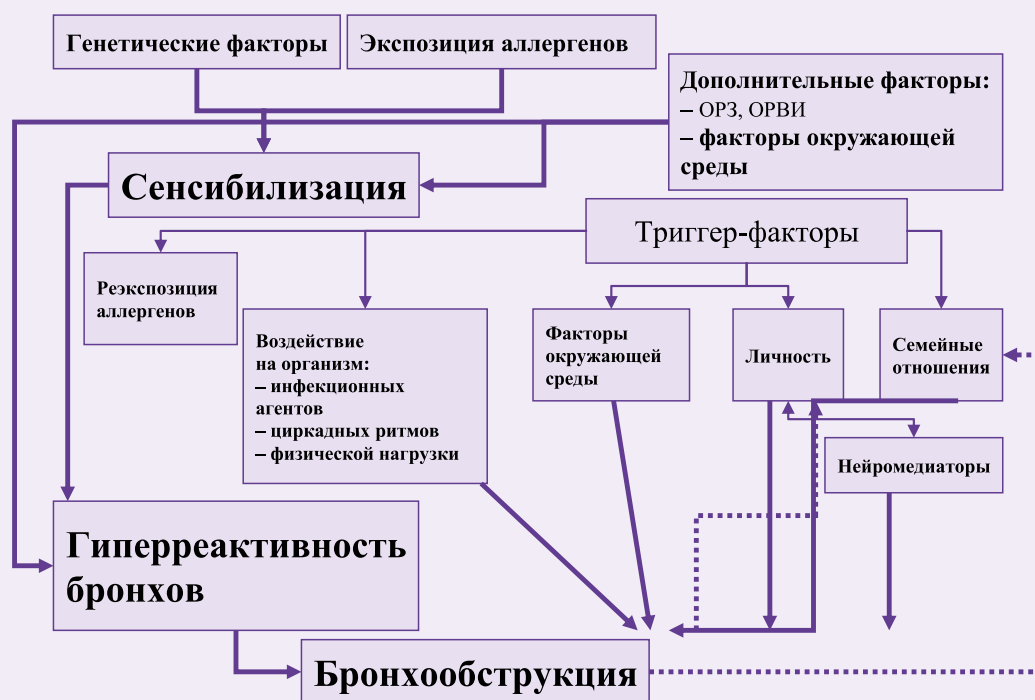 Генетические факторы
Экспозиция аллергенов
Дополнительные факторы:
– ОРЗ, ОРВИ
– факторы окружающей
среды
Сенсибилизация
Триггер-факторы
Реэкспозиция
аллергенов
Воздействие
на организм:
– инфекционных
агентов
– циркадных ритмов
– физической нагрузки
Факторы
окружающей
среды
Личность
Семейные
отношения
Нейромедиаторы
Гиперреактивность
бронхов
Бронхообструкция